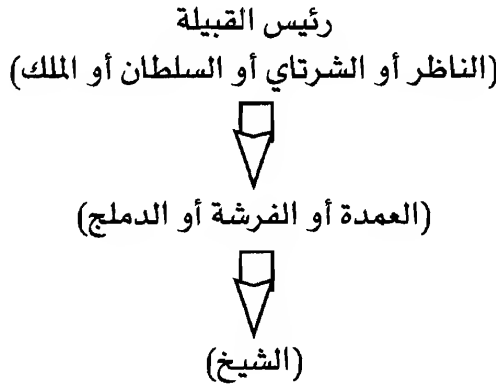 رئيس القبيلة
(الناظر أو الشرتاي أو السلطان أو الملك)
(العمدة أو الفرشة أو الدملج)
(الشيخ)